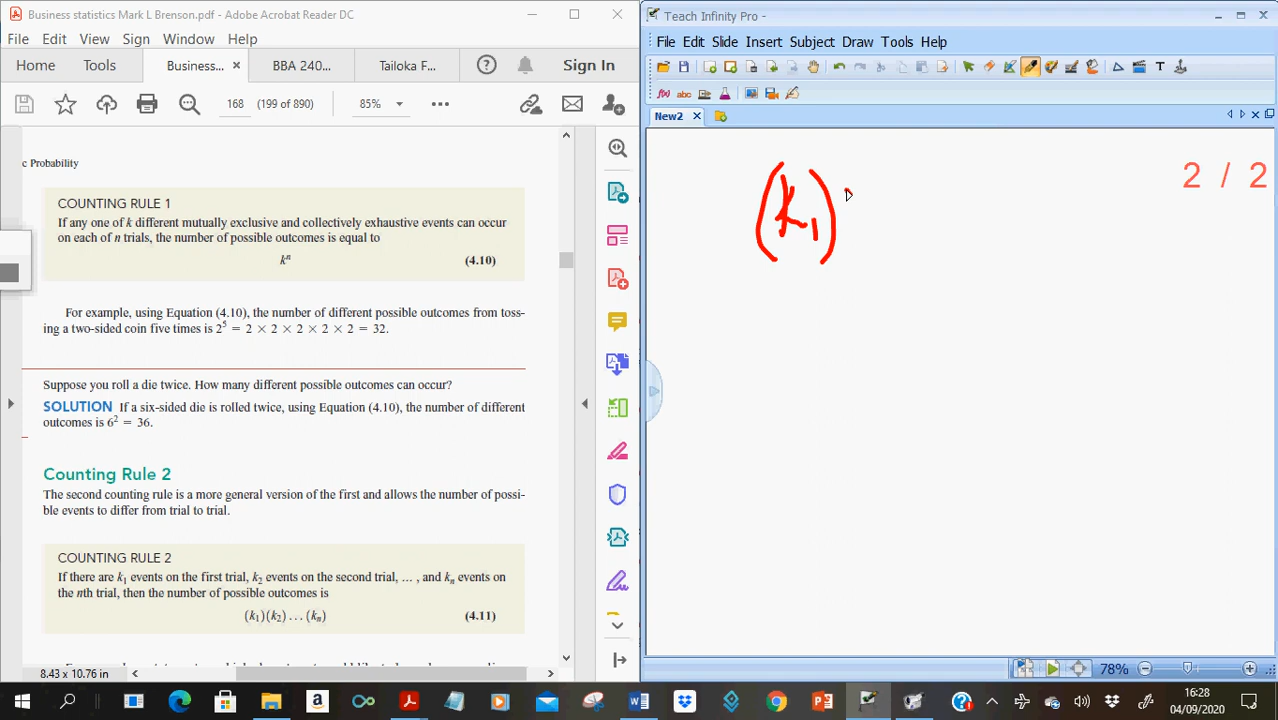 Business statistics Mark L Brenson.pdf - Adobe Acrobat Reader DC
File Edit View Sign Window Help
Home Tools Business... × BBA 240... Tailoka F... Sign In
168 (199 of 890) 85%
c Probability
COUNTING RULE 1
If any one of k different mutually exclusive and collectively exhaustive events can occur
on each of n trials, the number of possible outcomes is equal to
kⁿ (4.10)
For example, using Equation (4.10), the number of different possible outcomes from toss-
ing a two-sided coin five times is 2⁵ = 2 × 2 × 2 × 2 × 2 = 32.
Suppose you roll a die twice. How many different possible outcomes can occur?
SOLUTION If a six-sided die is rolled twice, using Equation (4.10), the number of different
outcomes is 6² = 36.
Counting Rule 2
The second counting rule is a more general version of the first and allows the number of possi-
ble events to differ from trial to trial.
COUNTING RULE 2
If there are k₁ events on the first trial, k₂ events on the second trial, ... , and kₙ events on
the nth trial, then the number of possible outcomes is
(k₁)(k₂) . . . (kₙ) (4.11)
8.43 x 10.76 in
Teach Infinity Pro -
File Edit Slide Insert Subject Draw Tools Help
f(x) abc
New2 ×
2 / 2
(k₁)
78%
16:28
04/09/2020